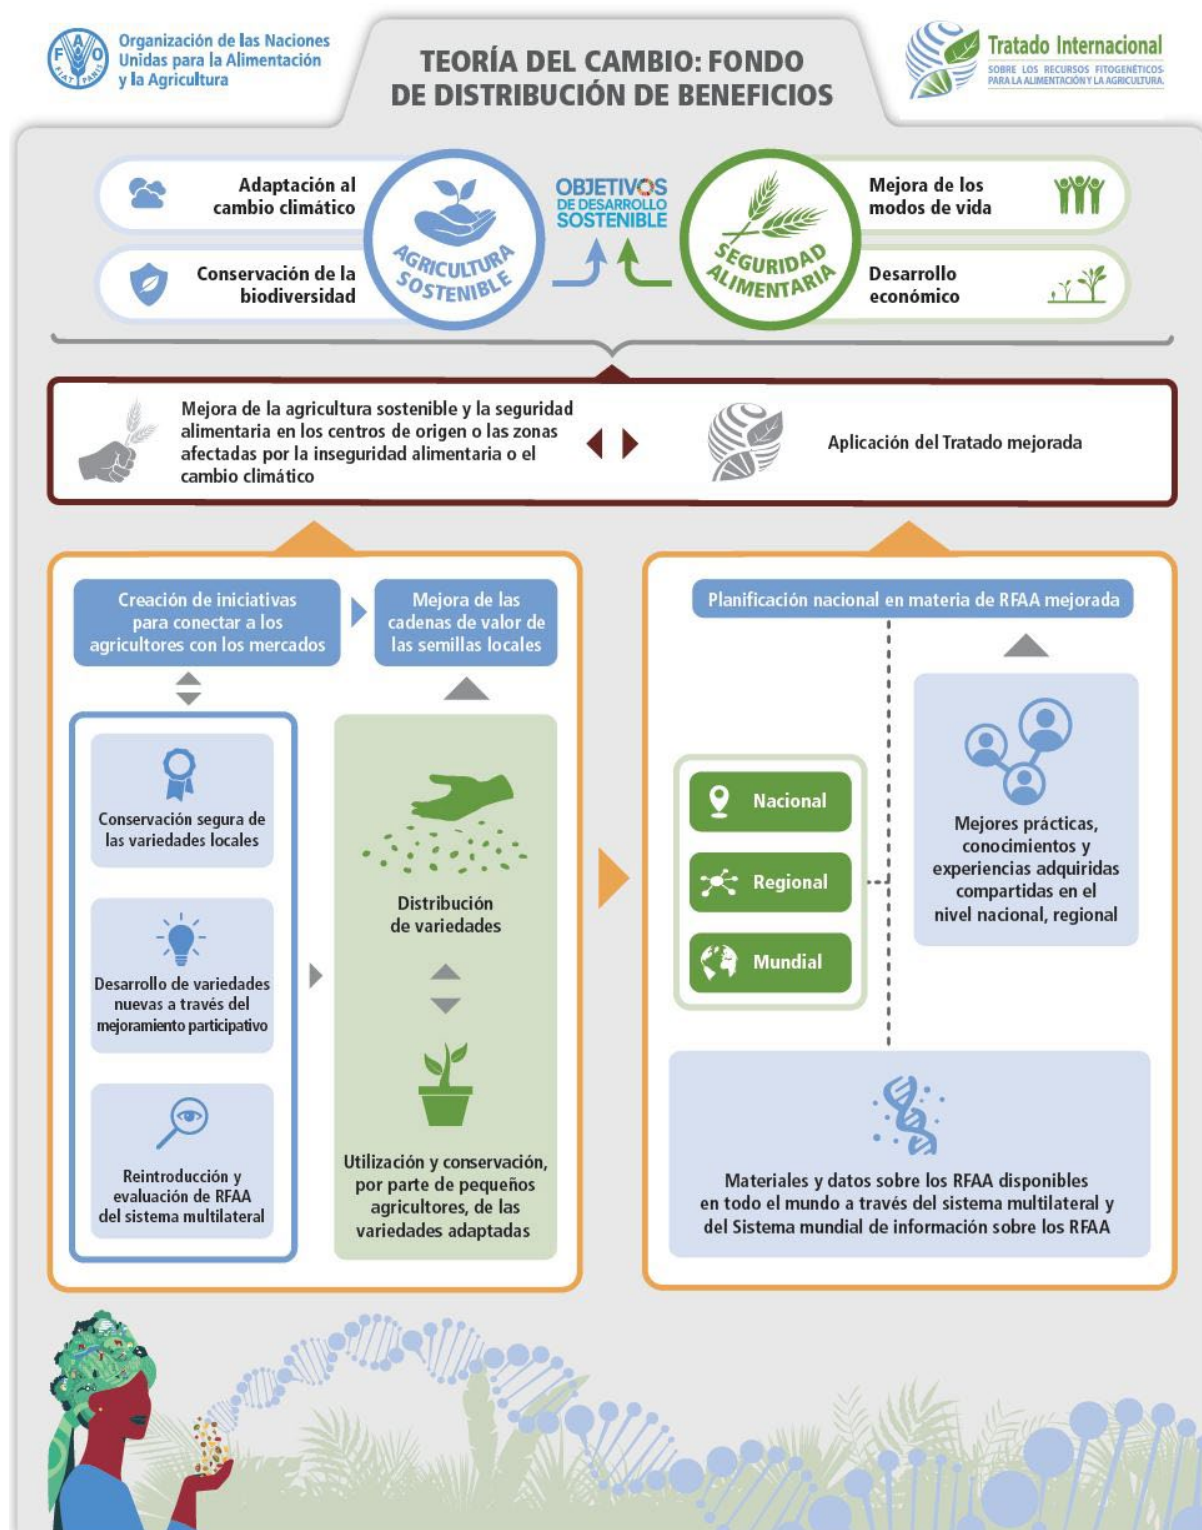 FAO
FIAT PANIS
Organización de las Naciones
Unidas para la Alimentación
y la Agricultura
TEORÍA DEL CAMBIO: FONDO
DE DISTRIBUCIÓN DE BENEFICIOS
Tratado Internacional
SOBRE LOS RECURSOS FITOGENÉTICOS
PARA LA ALIMENTACIÓN Y LA AGRICULTURA.
Adaptación al
cambio climático
Conservación de la
biodiversidad
AGRICULTURA
SOSTENIBLE
OBJETIVOS
DE DESARROLLO
SOSTENIBLE
SEGURIDAD
ALIMENTARIA
Mejora de los
modos de vida
Desarrollo
económico
Mejora de la agricultura sostenible y la seguridad
alimentaria en los centros de origen o las zonas
afectadas por la inseguridad alimentaria o el
cambio climático
Aplicación del Tratado mejorada
Creación de iniciativas
para conectar a los
agricultores con los mercados
Mejora de las
cadenas de valor de
las semillas locales
Conservación segura de
las variedades locales
Desarrollo de variedades
nuevas a través del
mejoramiento participativo
Reintroducción y
evaluación de RFAA
del sistema multilateral
Distribución
de variedades
Utilización y conservación,
por parte de pequeños
agricultores, de las
variedades adaptadas
Planificación nacional en materia de RFAA mejorada
Nacional
Regional
Mundial
Mejores prácticas,
conocimientos y
experiencias adquiridas
compartidas en el
nivel nacional, regional
Materiales y datos sobre los RFAA disponibles
en todo el mundo a través del sistema multilateral y
del Sistema mundial de información sobre los RFAA